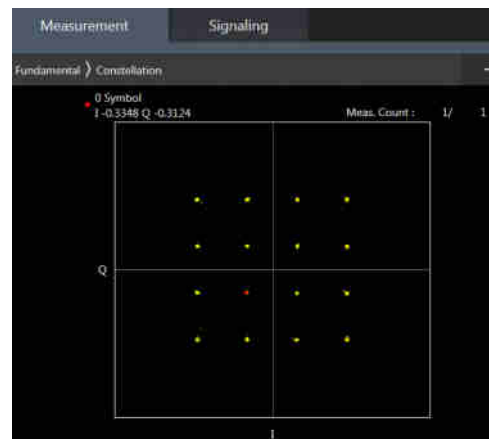 Measurement Signaling
Fundamental 〉 Constellation
0 Symbol
I -0.3348 Q -0.3124 Meas. Count : 1/ 1
Q
I